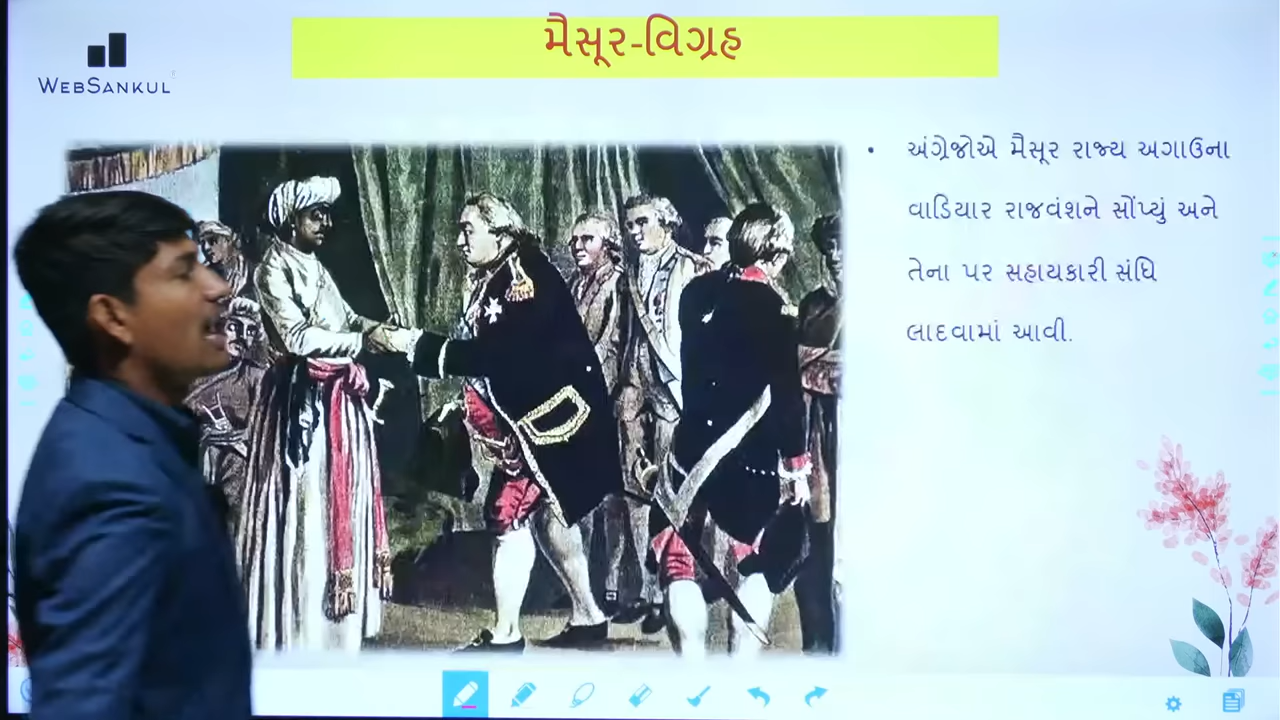 મૈસૂર-વિગ્રહ
WEBSANKUL
• અંગ્રેજોએ મૈસૂર રાજ્ય અગાઉના
વાડિયાર રાજવંશને સોંપ્યું અને
તેના પર સહાયકારી સંધિ
લાદવામાં આવી.